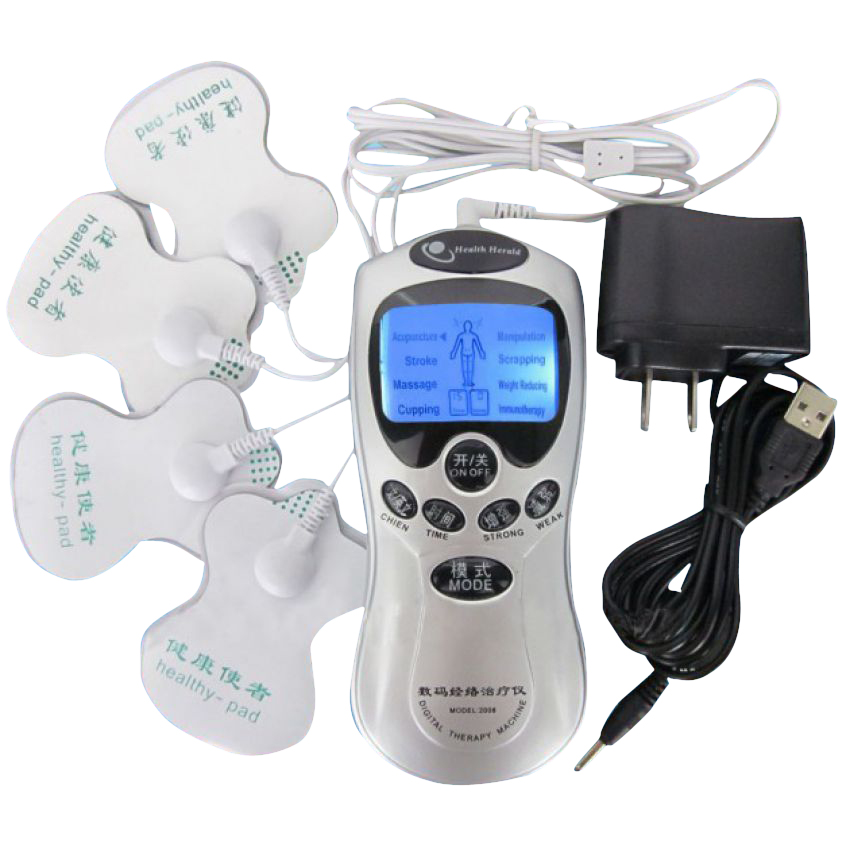 健康使者
healthy-pad
健康使者
healthy-pad
健康使者
healthy-pad
健康使者
healthy-pad
Health Herald
Acupuncture
Manipulation
Stroke
Scrapping
Massage
Weight Reducing
Cupping
Immunotherapy
开/关
ON OFF
时间
增强
CHIEN
TIME
STRONG
WEAK
模式
MODE
数码经络治疗仪
MODEL:2008
DIGITAL THERAPY MACHINE